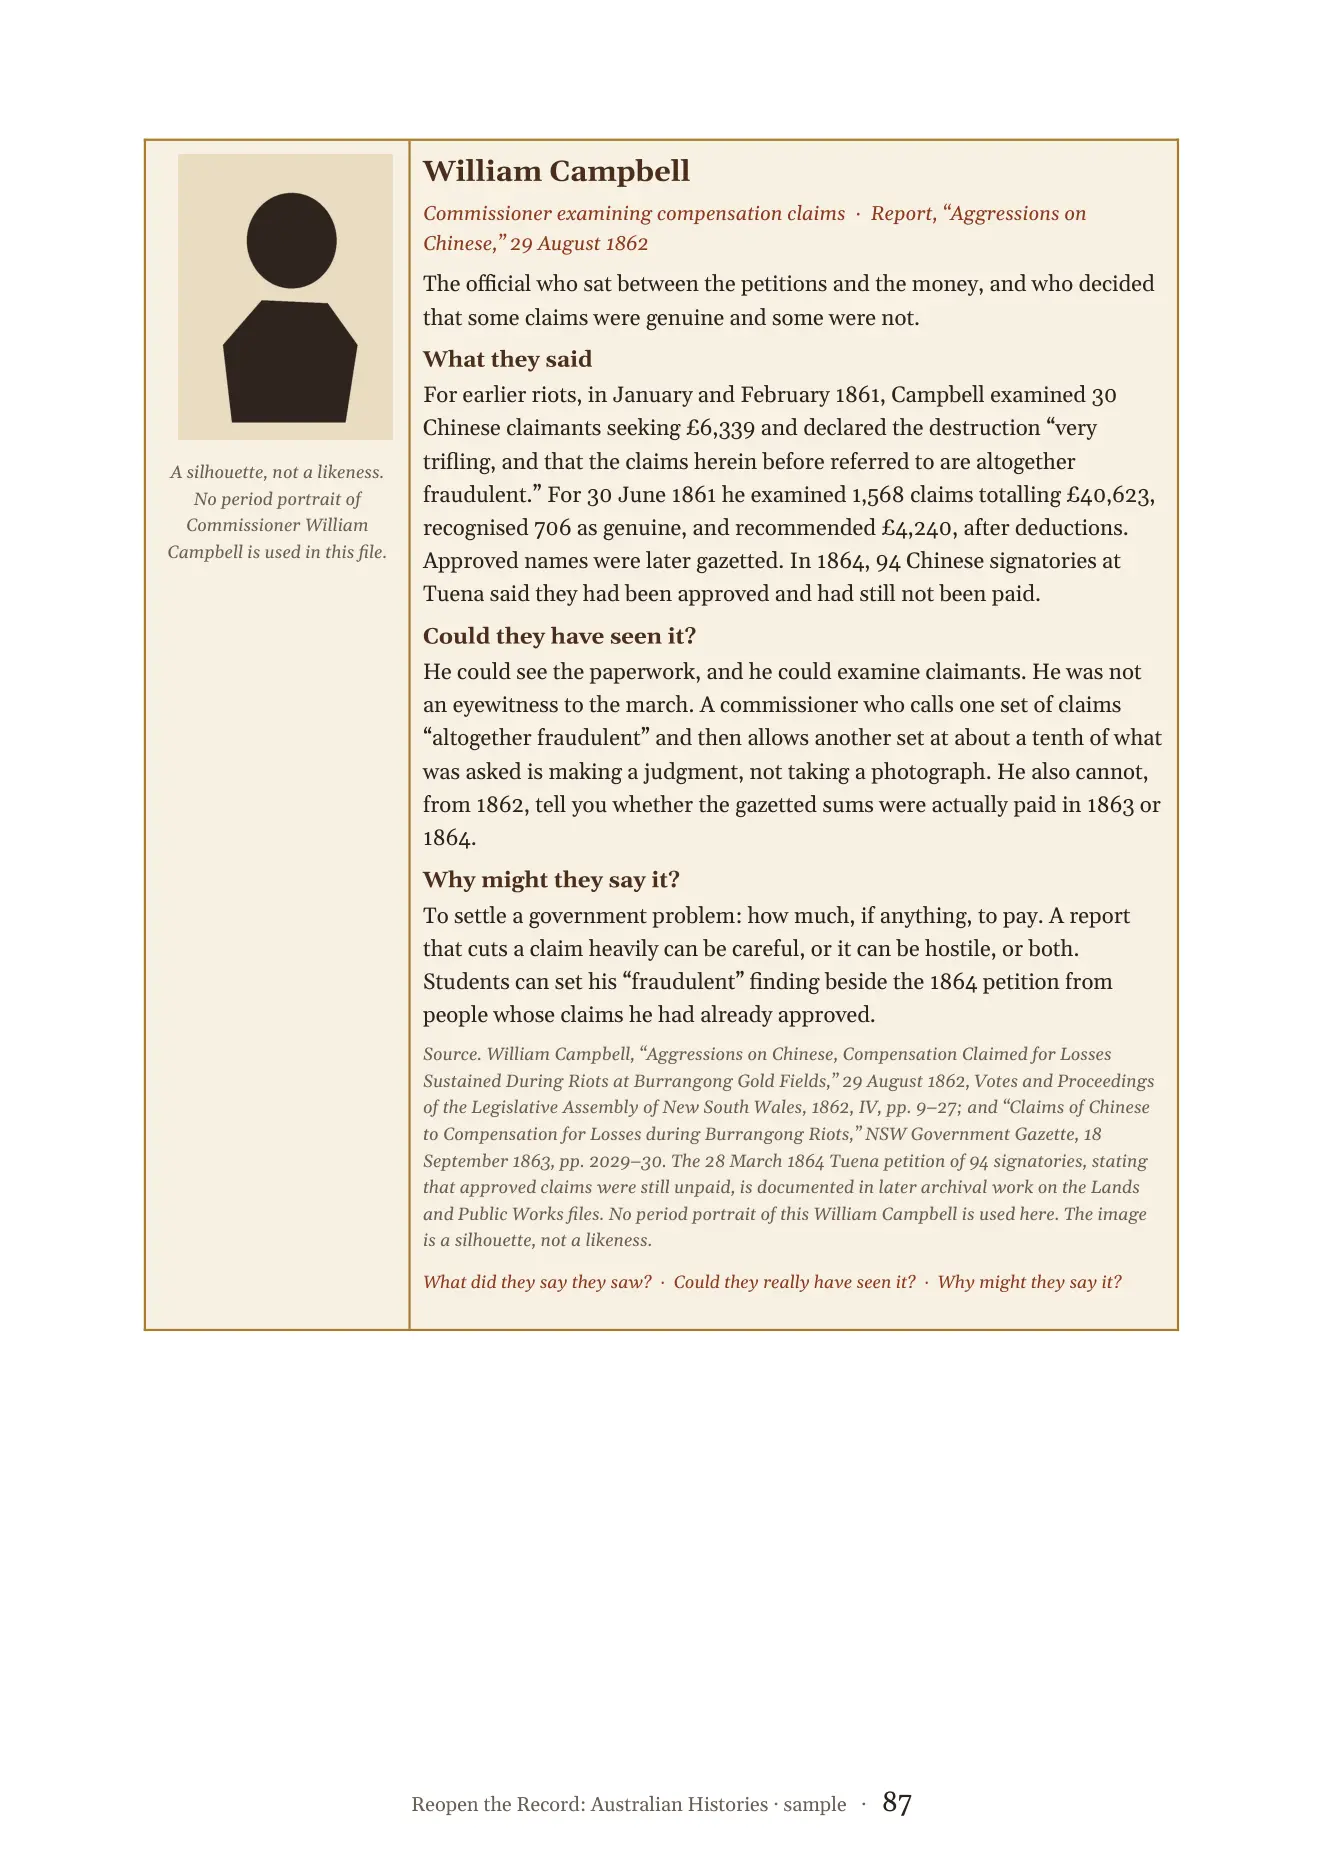 William Campbell
Commissioner examining compensation claims · Report, “Aggressions on
Chinese,” 29 August 1862
The official who sat between the petitions and the money, and who decided
that some claims were genuine and some were not.
What they said
For earlier riots, in January and February 1861, Campbell examined 30
Chinese claimants seeking £6,339 and declared the destruction “very
trifling, and that the claims herein before referred to are altogether
fraudulent.” For 30 June 1861 he examined 1,568 claims totalling £40,623,
recognised 706 as genuine, and recommended £4,240, after deductions.
Approved names were later gazetted. In 1864, 94 Chinese signatories at
Tuena said they had been approved and had still not been paid.
Could they have seen it?
He could see the paperwork, and he could examine claimants. He was not
an eyewitness to the march. A commissioner who calls one set of claims
“altogether fraudulent” and then allows another set at about a tenth of what
was asked is making a judgment, not taking a photograph. He also cannot,
from 1862, tell you whether the gazetted sums were actually paid in 1863 or
1864.
Why might they say it?
To settle a government problem: how much, if anything, to pay. A report
that cuts a claim heavily can be careful, or it can be hostile, or both.
Students can set his “fraudulent” finding beside the 1864 petition from
people whose claims he had already approved.
Source. William Campbell, “Aggressions on Chinese, Compensation Claimed for Losses
Sustained During Riots at Burrangong Gold Fields,” 29 August 1862, Votes and Proceedings
of the Legislative Assembly of New South Wales, 1862, IV, pp. 9–27; and “Claims of Chinese
to Compensation for Losses during Burrangong Riots,” NSW Government Gazette, 18
September 1863, pp. 2029–30. The 28 March 1864 Tuena petition of 94 signatories, stating
that approved claims were still unpaid, is documented in later archival work on the Lands
and Public Works files. No period portrait of this William Campbell is used here. The image
is a silhouette, not a likeness.
What did they say they saw? · Could they really have seen it? · Why might they say it?
A silhouette, not a likeness.
No period portrait of
Commissioner William
Campbell is used in this file.
Reopen the Record: Australian Histories · sample · 87